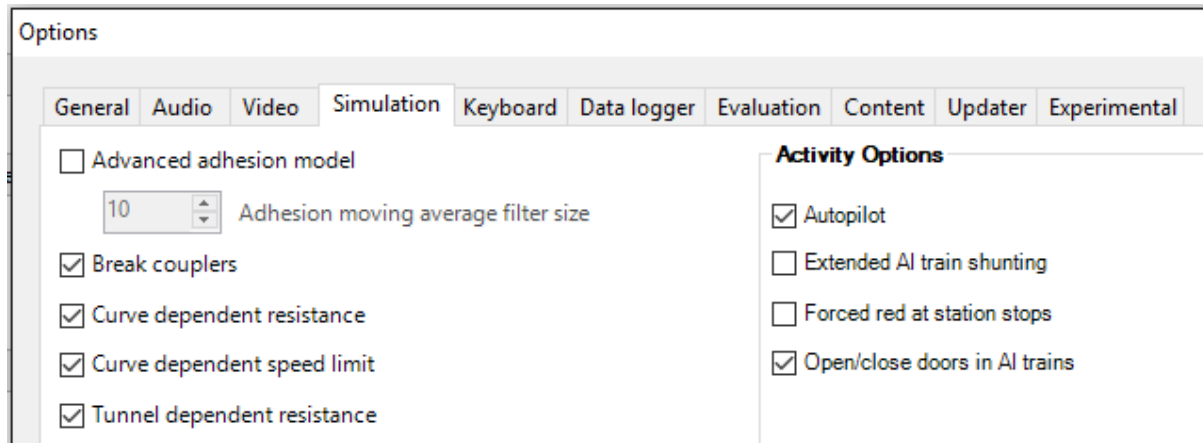 Options
General Audio Video Simulation Keyboard Data logger Evaluation Content Updater Experimental
Advanced adhesion model
10 Adhesion moving average filter size
Break couplers
Curve dependent resistance
Curve dependent speed limit
Tunnel dependent resistance
Activity Options
Autopilot
Extended AI train shunting
Forced red at station stops
Open/close doors in AI trains